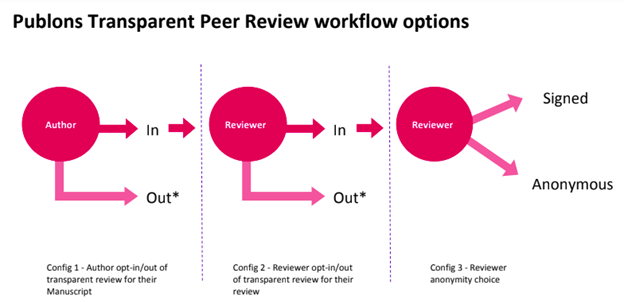 Publons Transparent Peer Review workflow options
Author
In
Out*
Reviewer
In
Out*
Reviewer
Signed
Anonymous
Config 1 - Author opt-in/out of
transparent review for their
Manuscript
Config 2 - Reviewer opt-in/out
of transparent review for their
review
Config 3 - Reviewer
anonymity choice